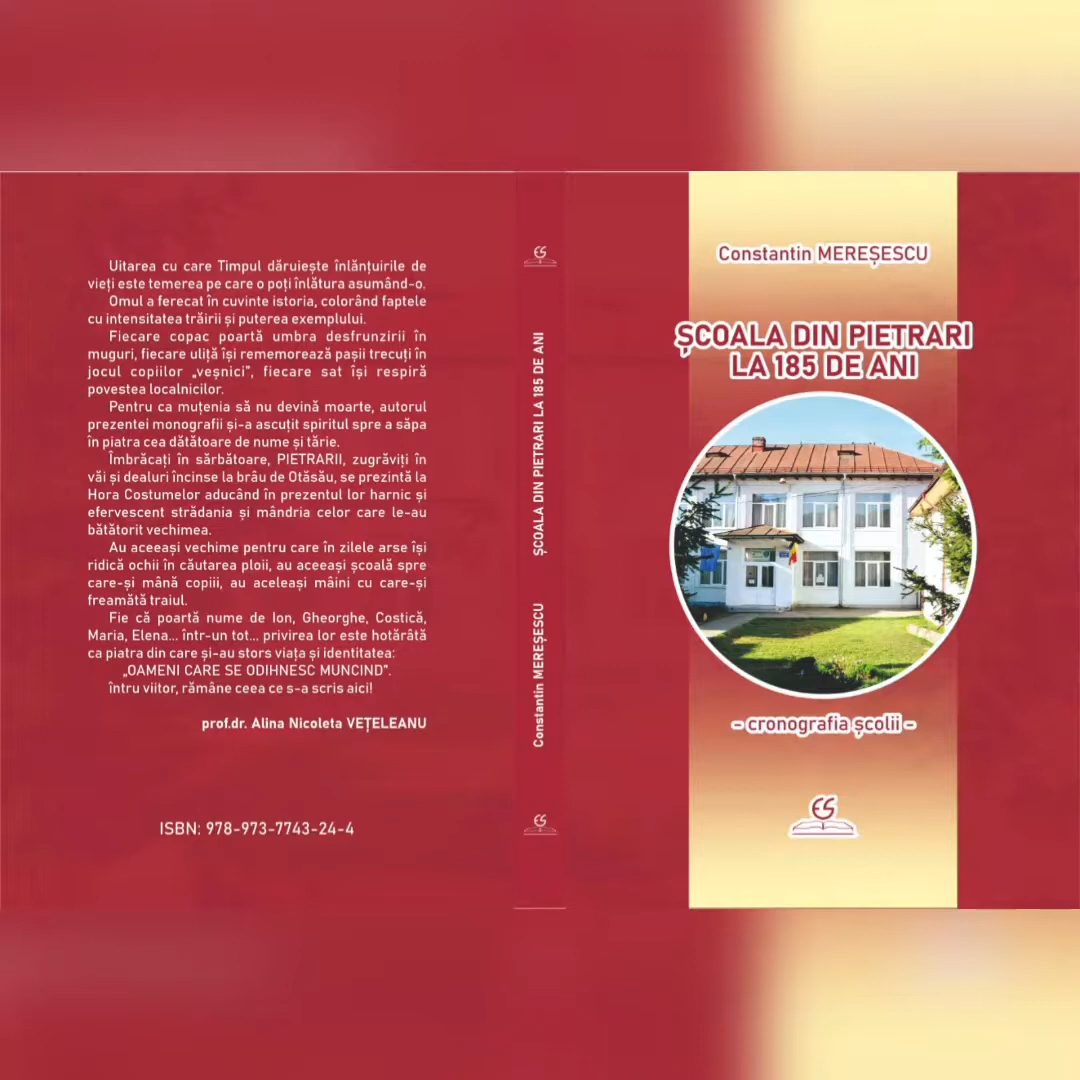 Uitarea cu care Timpul dăruiește înlănțuirile de
vieți este temerea pe care o poți înlătura asumând-o.
Omul a ferecat în cuvinte istoria, colorând faptele
cu intensitatea trăirii și puterea exemplului.
Fiecare copac poartă umbra desfrunzirii în
muguri, fiecare uliță își rememorează pașii trecuți în
jocul copiilor „veșnici”, fiecare sat își respiră
povestea localnicilor.
Pentru ca muțenia să nu devină moarte, autorul
prezentei monografii și-a ascuțit spiritul spre a săpa
în piatra cea dătătoare de nume și tărie.
Îmbrăcați în sărbătoare, PIETRARII, zugrăviți în
văi și dealuri încinse la brâu de Otăsău, se prezintă la
Hora Costumelor aducând în prezentul lor harnic și
efervescent strădania și mândria celor care le-au
bătătorit vechimea.
Au aceeași vechime pentru care în zilele arse își
ridică ochii în căutarea ploii, au aceeași școală spre
care-și mână copiii, au aceleași mâini cu care-și
freamătă traiul.
Fie că poartă nume de Ion, Gheorghe, Costică,
Maria, Elena... într-un tot... privirea lor este hotărâtă
ca piatra din care și-au stors viața și identitatea:
„OAMENI CARE SE ODIHNESC MUNCIND”.
întru viitor, rămâne ceea ce s-a scris aici!
prof.dr. Alina Nicoleta VEȚELEANU
ISBN: 978-973-7743-24-4
ES
ȘCOALA DIN PIETRARI LA 185 DE ANI
Constantin MEREȘESCU
ES
Constantin MEREȘESCU
ȘCOALA DIN PIETRARI
LA 185 DE ANI
- cronografia școlii -
ES